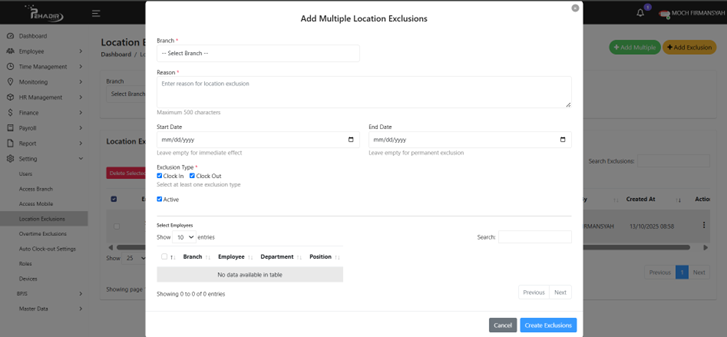 PEHADIR
1
MOCH FIRMANSYAH
Dashboard
Employee
Time Management
Monitoring
HR Management
Finance
Payroll
Report
Setting
Users
Access Branch
Access Mobile
Location Exclusions
Overtime Exclusions
Auto Clock-out Settings
Roles
Devices
BPJS
Master Data
Location E
Dashboard / Lo
Add Multiple
Add Exclusion
Branch
Select Branch
Location Ex
Delete Selected
Search Exclusions
Created At
Actio
RMANSYAH
13/10/2025 08:58
Show 25
Showing page
Previous 1 Next
Add Multiple Location Exclusions
Branch *
-- Select Branch --
Reason *
Enter reason for location exclusion
Maximum 500 characters
Start Date
End Date
mm/dd/yyyy
mm/dd/yyyy
Leave empty for immediate effect
Leave empty for permanent exclusion
Exclusion Type *
Clock In Clock Out
Select at least one exclusion type
Active
Select Employees
Show 10 entries
Search:
Branch Employee Department Position
No data available in table
Showing 0 to 0 of 0 entries
Previous Next
Cancel
Create Exclusions